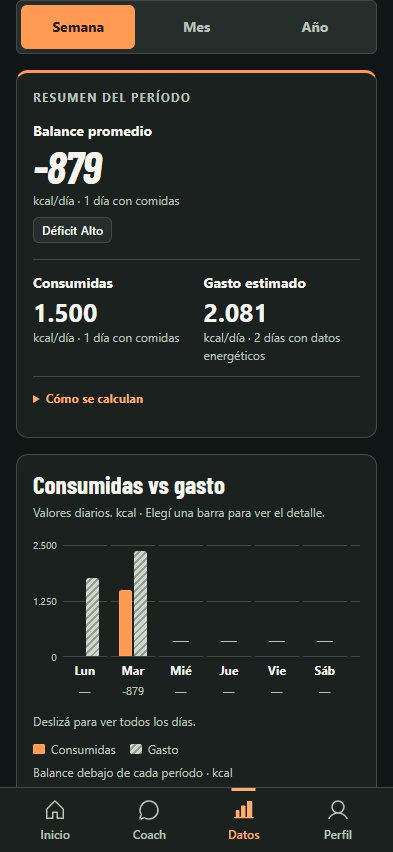 Semana Mes Año
RESUMEN DEL PERÍODO
Balance promedio
-879
kcal/día · 1 día con comidas
Déficit Alto
Consumidas Gasto estimado
1.500 2.081
kcal/día · 1 día con comidas kcal/día · 2 días con datos
energéticos
Cómo se calculan
Consumidas vs gasto
Valores diarios. kcal · Elegí una barra para ver el detalle.
2.500
1.250
0
Lun Mar Mié Jue Vie Sáb
— -879 — — — —
Deslizá para ver todos los días.
Consumidas Gasto
Balance debajo de cada período · kcal
Inicio Coach Datos Perfil